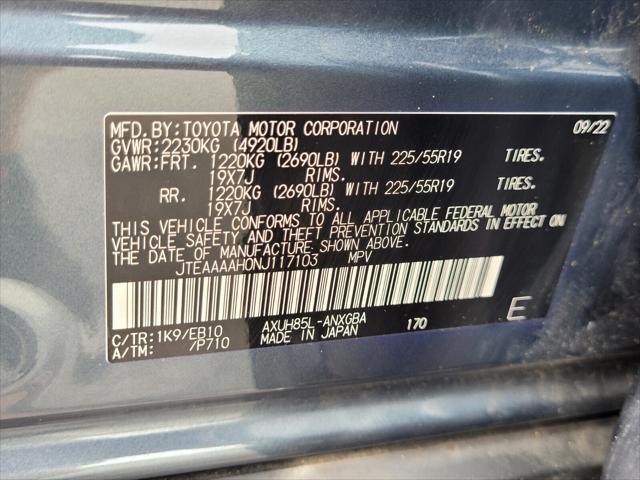 MFD. BY: TOYOTA MOTOR CORPORATION 09/22
GVWR: 2230KG (4920LB)
GAWR: FRT. 1220KG (2690LB) WITH 225/55R19 TIRES.
19X7J RIMS.
RR. 1220KG (2690LB) WITH 225/55R19 TIRES.
19X7J RIMS.
THIS VEHICLE CONFORMS TO ALL APPLICABLE FEDERAL MOTOR
VEHICLE SAFETY AND THEFT PREVENTION STANDARDS IN EFFECT ON
THE DATE OF MANUFACTURE SHOWN ABOVE.
JTEAAAAH0NJ117103 MPV
C/TR: 1K9/EB10 AXUH85L-ANXGBA 170 E
A/TM: /P710 MADE IN JAPAN